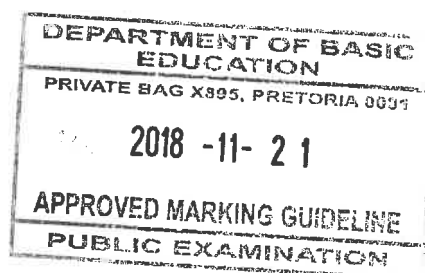 DEPARTMENT OF BASIC
EDUCATION
PRIVATE BAG X895, PRETORIA 0001
2018 -11- 21
APPROVED MARKING GUIDELINE
PUBLIC EXAMINATION